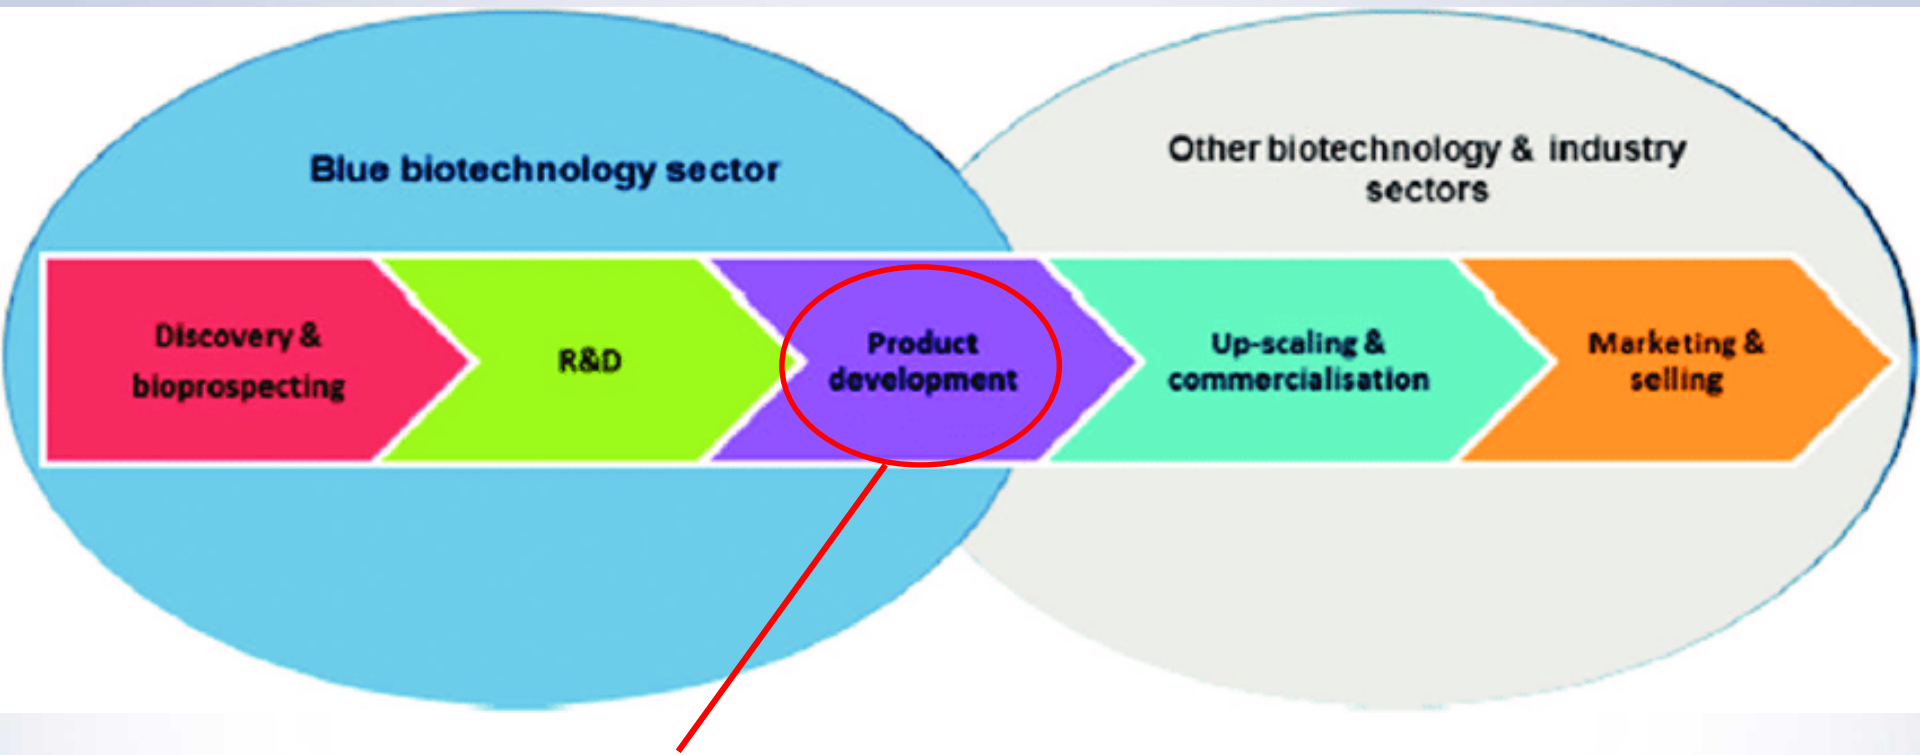 Blue biotechnology sector
Other biotechnology & industry
sectors
Discovery &
bioprospecting
R&D
Product
development
Up-scaling &
commercialisation
Marketing &
selling